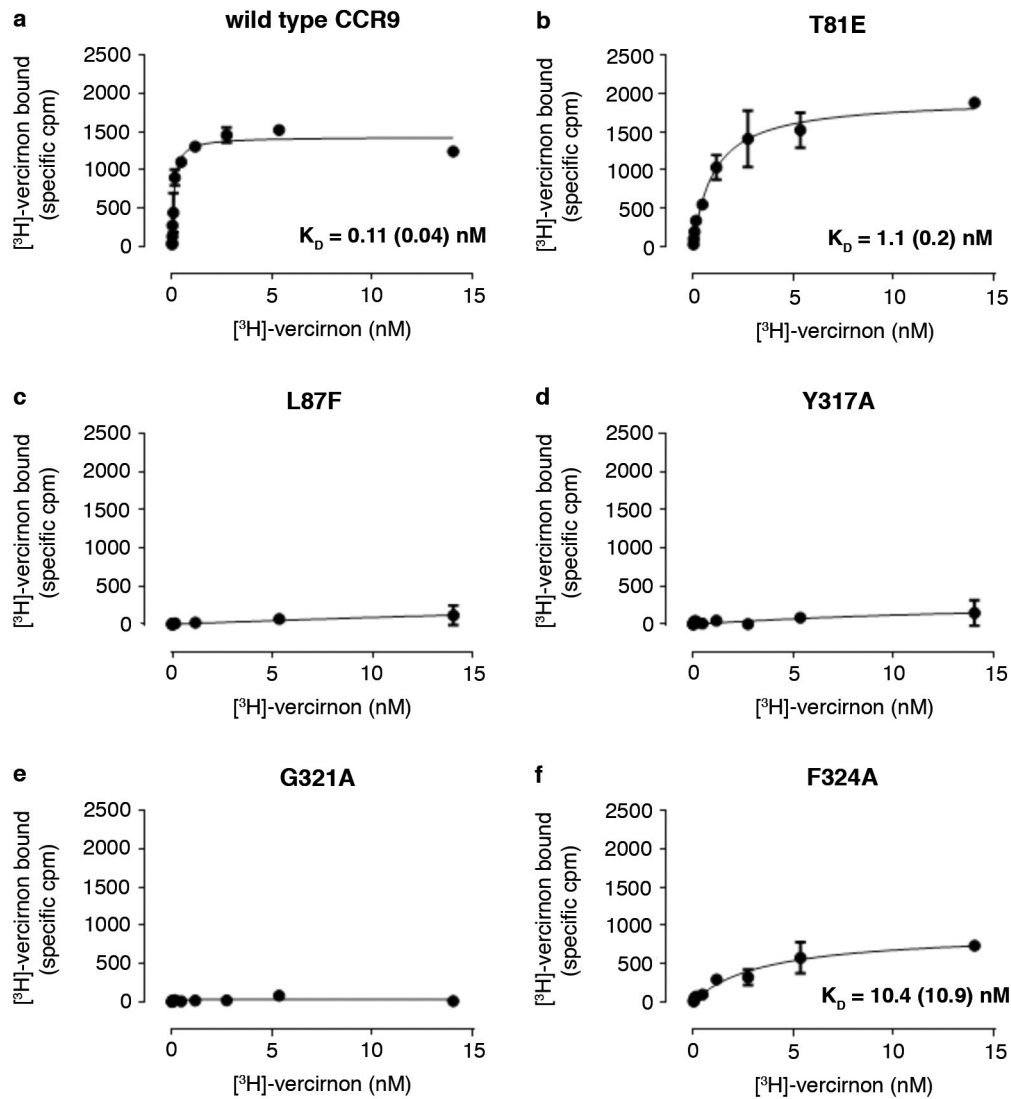 a
wild type CCR9
[³H]-vercirnon bound
(specific cpm)
2500
2000
1500
1000
500
0
K_D = 0.11 (0.04) nM
0 5 10 15
[³H]-vercirnon (nM)
b
T81E
[³H]-vercirnon bound
(specific cpm)
2500
2000
1500
1000
500
0
K_D = 1.1 (0.2) nM
0 5 10 15
[³H]-vercirnon (nM)
c
L87F
[³H]-vercirnon bound
(specific cpm)
2500
2000
1500
1000
500
0
0 5 10 15
[³H]-vercirnon (nM)
d
Y317A
[³H]-vercirnon bound
(specific cpm)
2500
2000
1500
1000
500
0
0 5 10 15
[³H]-vercirnon (nM)
e
G321A
[³H]-vercirnon bound
(specific cpm)
2500
2000
1500
1000
500
0
0 5 10 15
[³H]-vercirnon (nM)
f
F324A
[³H]-vercirnon bound
(specific cpm)
2500
2000
1500
1000
500
0
K_D = 10.4 (10.9) nM
0 5 10 15
[³H]-vercirnon (nM)